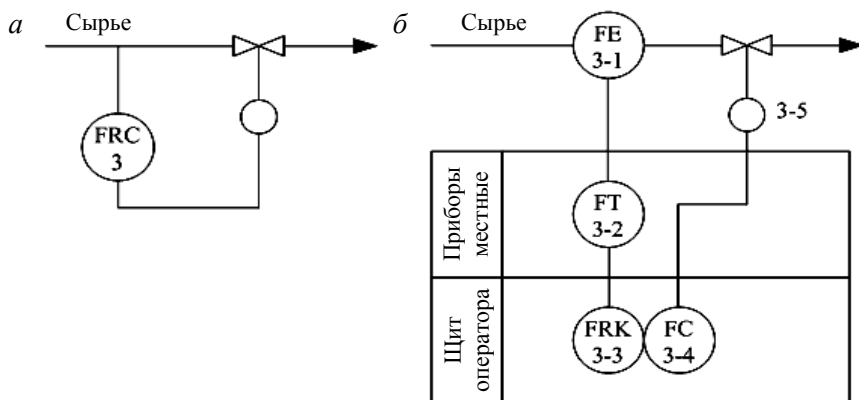 а
Сырье
FRC
3
б
Сырье
FE
3-1
3-5
Приборы
местные
FT
3-2
Щит
оператора
FRK
3-3
FC
3-4